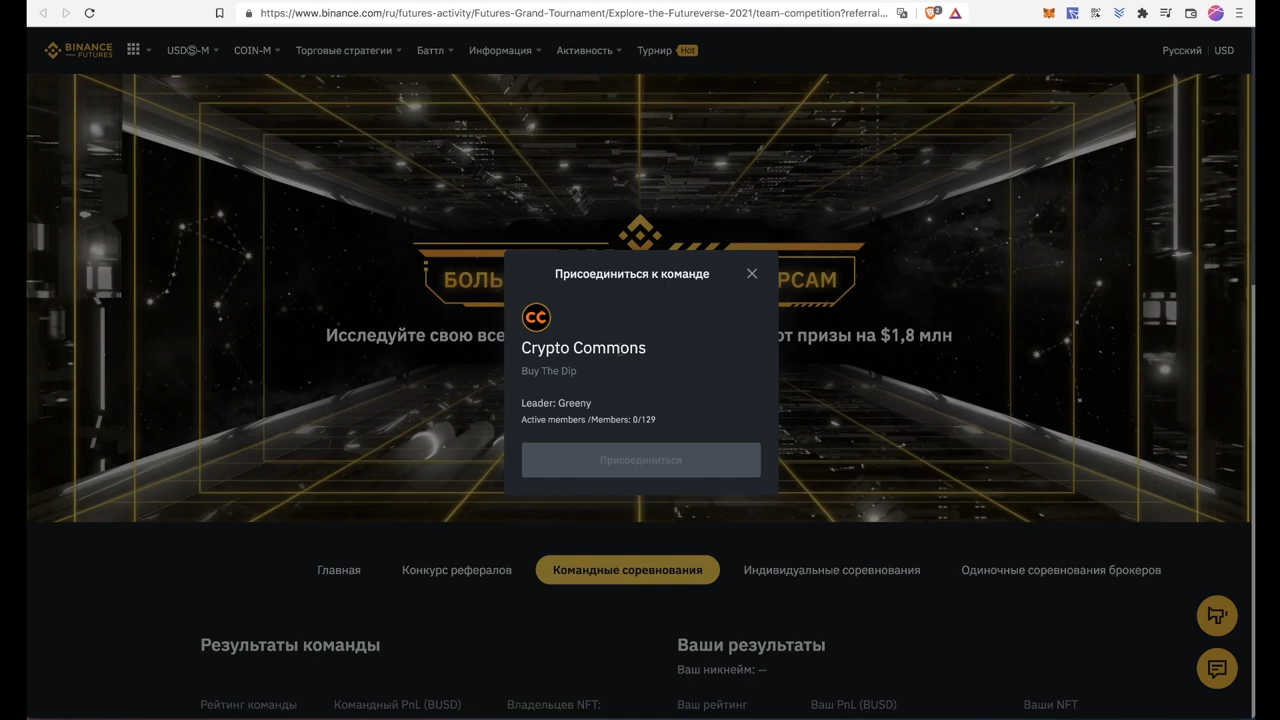 https://www.binance.com/ru/futures-activity/Futures-Grand-Tournament/Explore-the-Futureverse-2021/team-competition?referral...
2
BINANCE
FUTURES
USDⓈ-M
COIN-M
Торговые стратегии
Баттл
Информация
Активность
Турнир
Hot
Русский
USD
БОЛЬ
РСАМ
Исследуйте свою все
от призы на $1,8 млн
Присоединиться к команде
CC
Crypto Commons
Buy The Dip
Leader: Greeny
Active members /Members: 0/129
Присоединиться
Главная
Конкурс рефералов
Командные соревнования
Индивидуальные соревнования
Одиночные соревнования брокеров
Результаты команды
Ваши результаты
Ваш никнейм: --
Рейтинг команды
Командный PnL (BUSD)
Владельцев NFT:
Ваш рейтинг
Ваш PnL (BUSD)
Ваши NFT